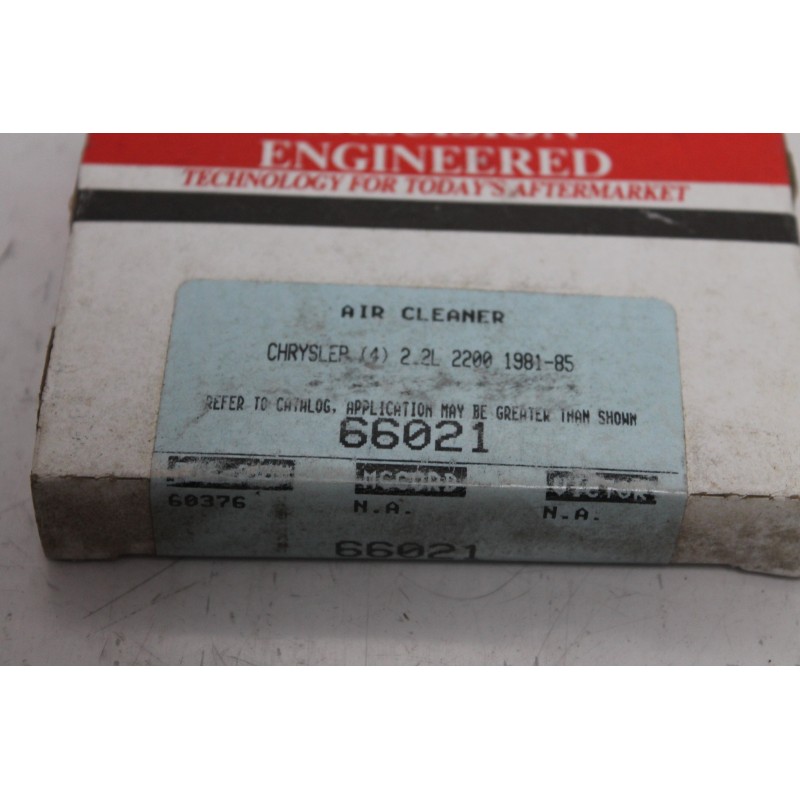 ENGINEERED
TECHNOLOGY FOR TODAY'S AFTERMARKET
AIR CLEANER
CHRYSLER (4) 2.2L 2200 1981-85
REFER TO CATALOG, APPLICATION MAY BE GREATER THAN SHOWN
66021
MCCORD VICTOR
60376 N.A. N.A.
66021